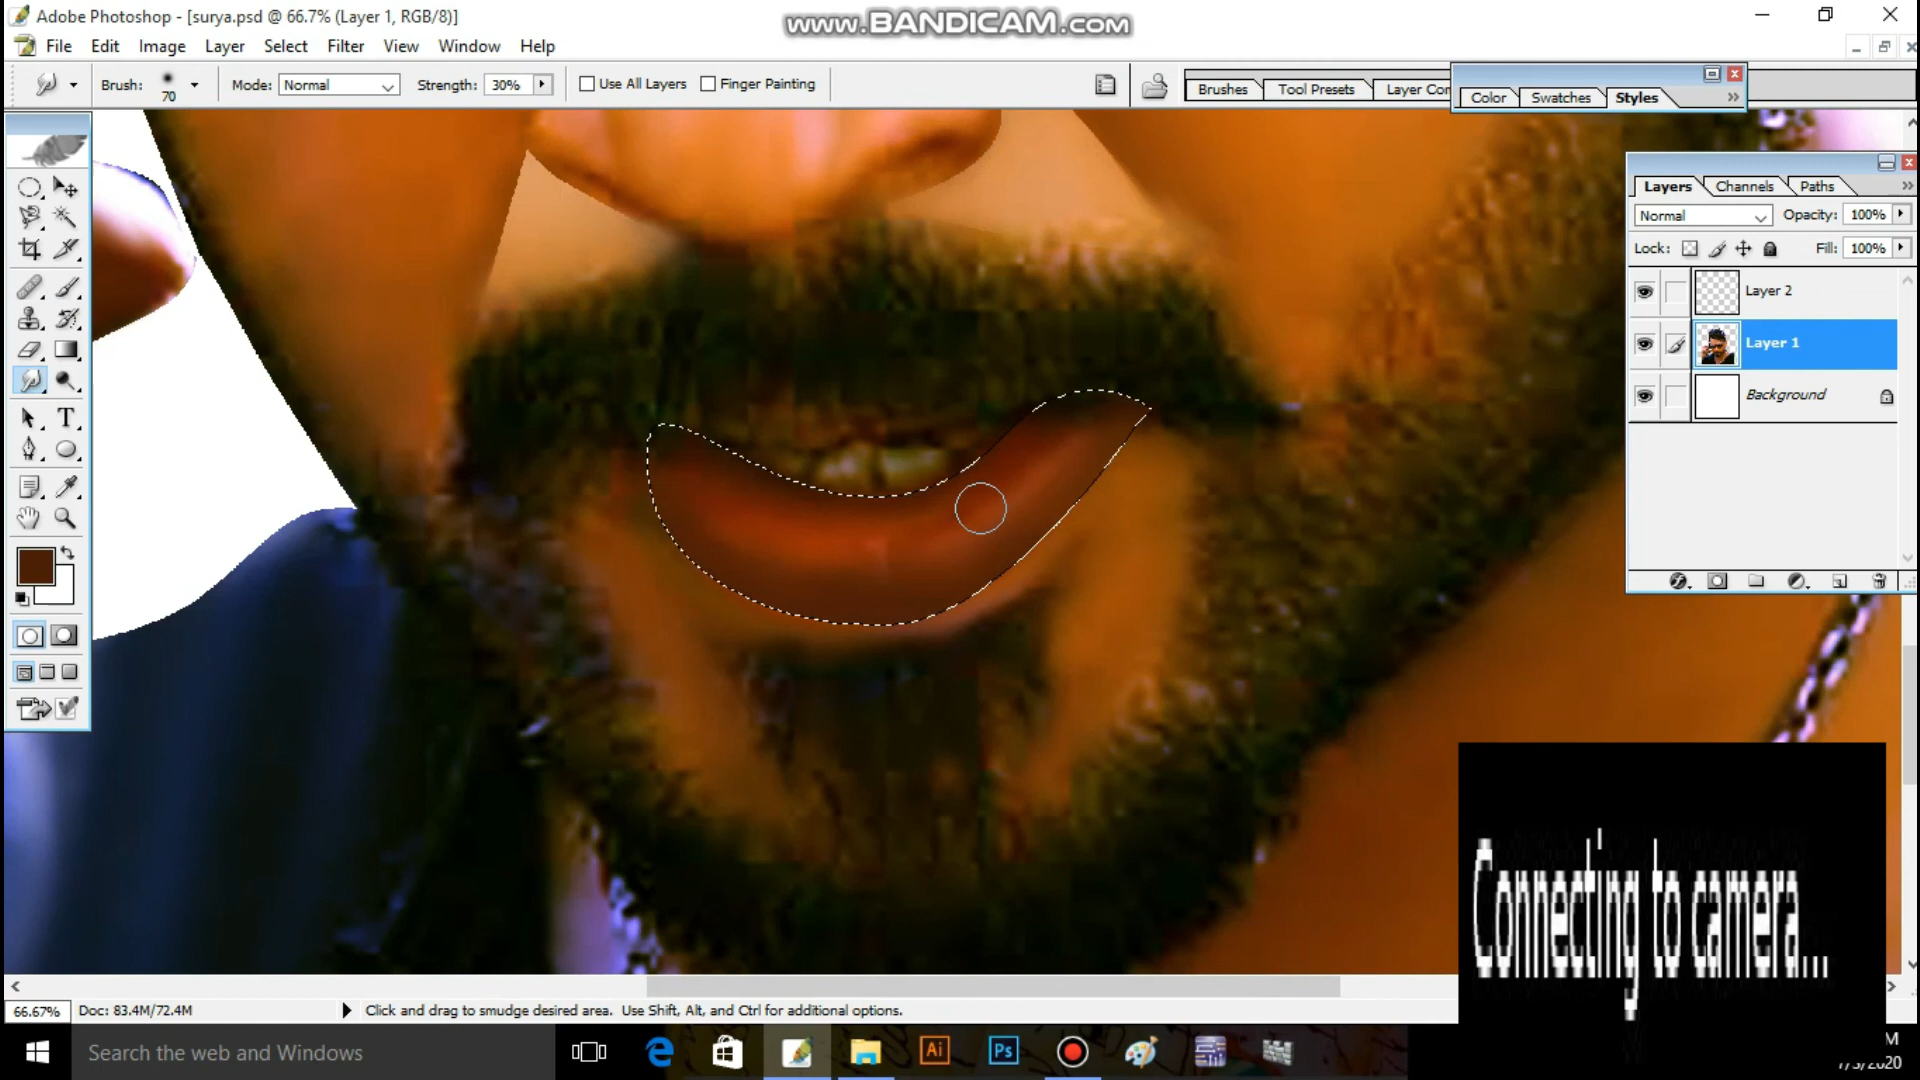 Adobe Photoshop - [surya.psd @ 66.7% (Layer 1, RGB/8)]
www.BANDICAM.com
File Edit Image Layer Select Filter View Window Help
Brush: 70 Mode: Normal Strength: 30% Use All Layers Finger Painting
Brushes Tool Presets Layer Con
Color Swatches Styles
Layers Channels Paths
Normal Opacity: 100%
Lock: Fill: 100%
Layer 2
Layer 1
Background
Connecting to camera...
66.67% Doc: 83.4M/72.4M Click and drag to smudge desired area. Use Shift, Alt, and Ctrl for additional options.
Search the web and Windows
Ai
Ps
M